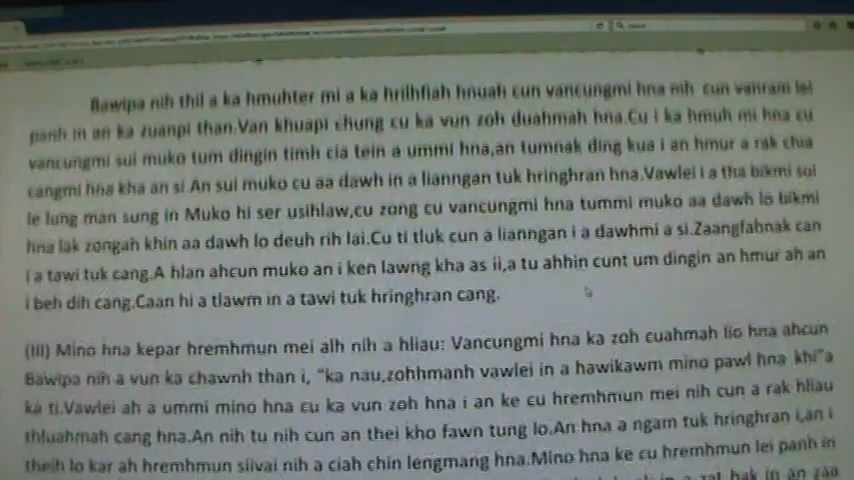 Bawipa nih thil a ka hmuhter mi a ka hrilhfiah hnuah cun vancungmi hna nih cun vanram lei
panh in an ka zuanpi than.Van khuapi chung cu ka vun zoh duahmah hna.Cu i ka hmuh mi hna cu
vancungmi sui muko tum dingin timh cia tein a ummi hna,an tumnak ding kua i an hmur a rak chia
cangmi hna kha an si An sui muko cu aa dawh in a lianngan tuk hringhran hna.Vawlei i a tha bikmi sui
le lung man sung in Muko hi ser usihlaw,cu zong cu vancungmi hna tummi muko aa dawh lo bikmi
hna lak zongah khin aa dawh lo deuh rih lai.Cu ti tluk cun a lianngan i a dawhmi a si.Zaangfahnak can
i a tawi tuk cang.A hlan ahcun muko an i ken lawng kha as ii,a tu ahhin cunt um dingin an hmur ah an
i beh dih cang.Caan hi a tlawm in a tawi tuk hringhran cang.
(III) Mino hna kepar hremhmun mei alh nih a hliau: Vancungmi hna ka zoh cuahmah lio hna ahcun
Bawipa nih a vun ka chawnh than i, "ka nau,zohhmanh vawlei in a hawikawm mino pawl hna khi"a
ka ti.Vawlei ah a ummi mino hna cu ka vun zoh hna i an ke cu hremhmun mei nih cun a rak hliau
thluahmah cang hna.An nih tu nih cun an thei kho fawn tung lo.An hna a ngam tuk hringhran i,an i
theih lo kar ah hremhmun siivai nih a ciah chin lengmang hna.Mino hna ke cu hremhmun lei panh in
in a zat hak in an zaa